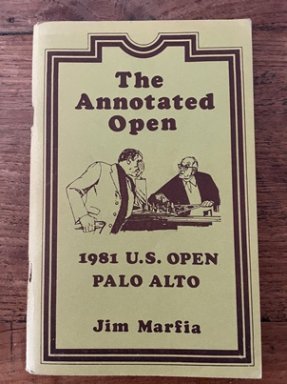 The
Annotated
Open
1981 U.S. OPEN
PALO ALTO
Jim Marfia